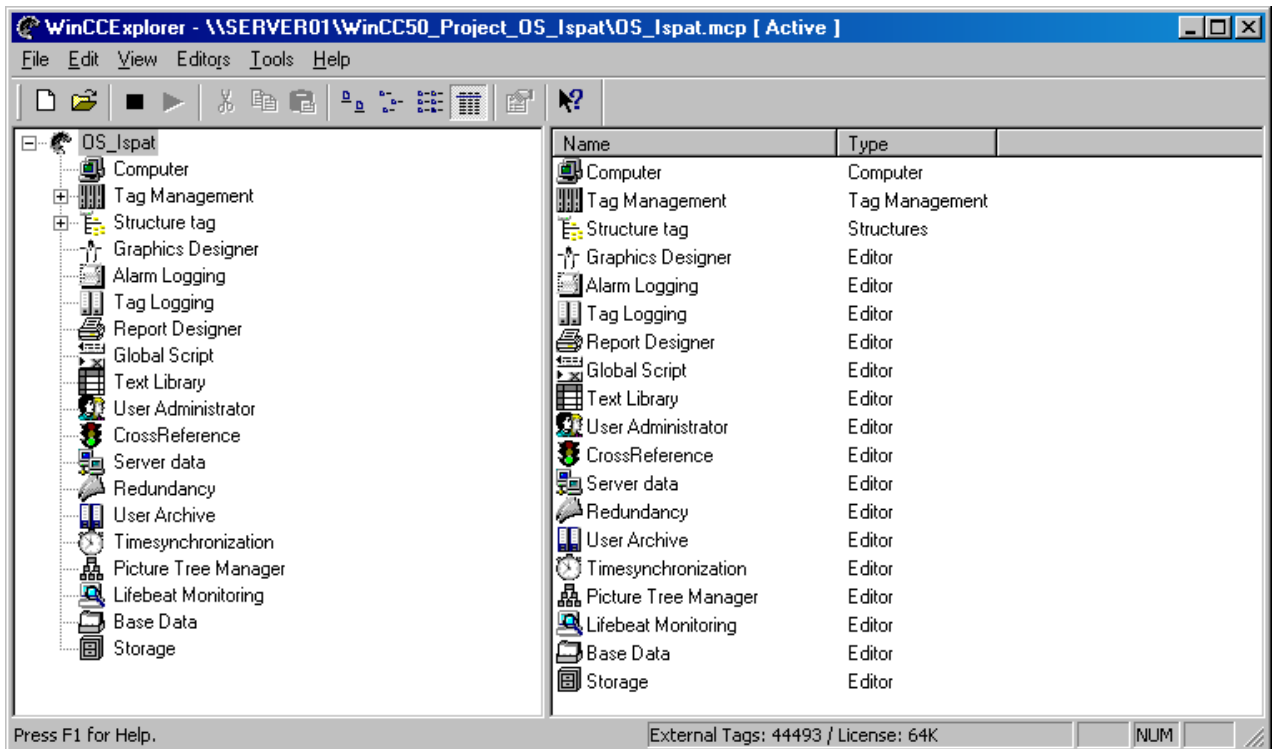 WinCCExplorer - \\SERVER01\WinCC50_Project_OS_Ispat\OS_Ispat.mcp [ Active ]
File Edit View Editors Tools Help
OS_Ispat
Computer
Tag Management
Structure tag
Graphics Designer
Alarm Logging
Tag Logging
Report Designer
Global Script
Text Library
User Administrator
CrossReference
Server data
Redundancy
User Archive
Timesynchronization
Picture Tree Manager
Lifebeat Monitoring
Base Data
Storage
Name Type
Computer Computer
Tag Management Tag Management
Structure tag Structures
Graphics Designer Editor
Alarm Logging Editor
Tag Logging Editor
Report Designer Editor
Global Script Editor
Text Library Editor
User Administrator Editor
CrossReference Editor
Server data Editor
Redundancy Editor
User Archive Editor
Timesynchronization Editor
Picture Tree Manager Editor
Lifebeat Monitoring Editor
Base Data Editor
Storage Editor
Press F1 for Help. External Tags: 44493 / License: 64K NUM